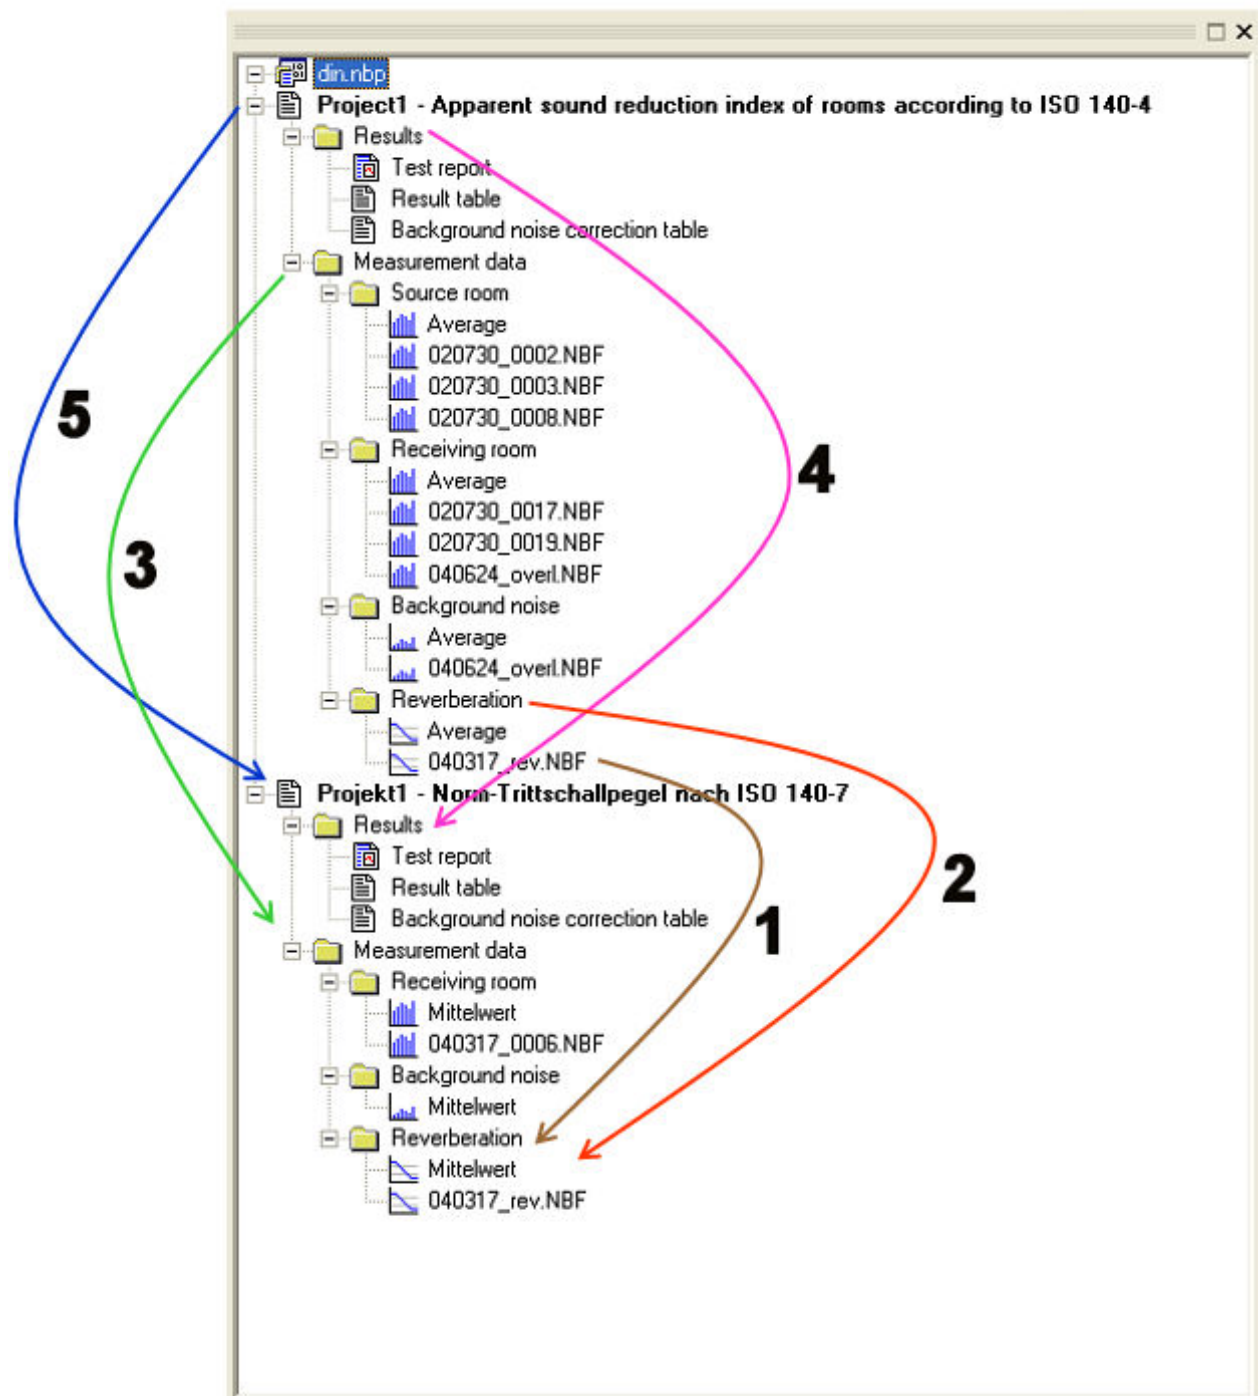 din.nbp
Project1 - Apparent sound reduction index of rooms according to ISO 140-4
Results
Test report
Result table
Background noise correction table
Measurement data
Source room
Average
020730_0002.NBF
020730_0003.NBF
020730_0008.NBF
5
Receiving room
Average
4
020730_0017.NBF
020730_0019.NBF
3
040624_overl.NBF
Background noise
Average
040624_overl.NBF
Reverberation
Average
040317_rev.NBF
Projekt1 - Norm-Trittschallpegel nach ISO 140-7
Results
Test report
2
Result table
Background noise correction table
1
Measurement data
Receiving room
Mittelwert
040317_0006.NBF
Background noise
Mittelwert
Reverberation
Mittelwert
040317_rev.NBF